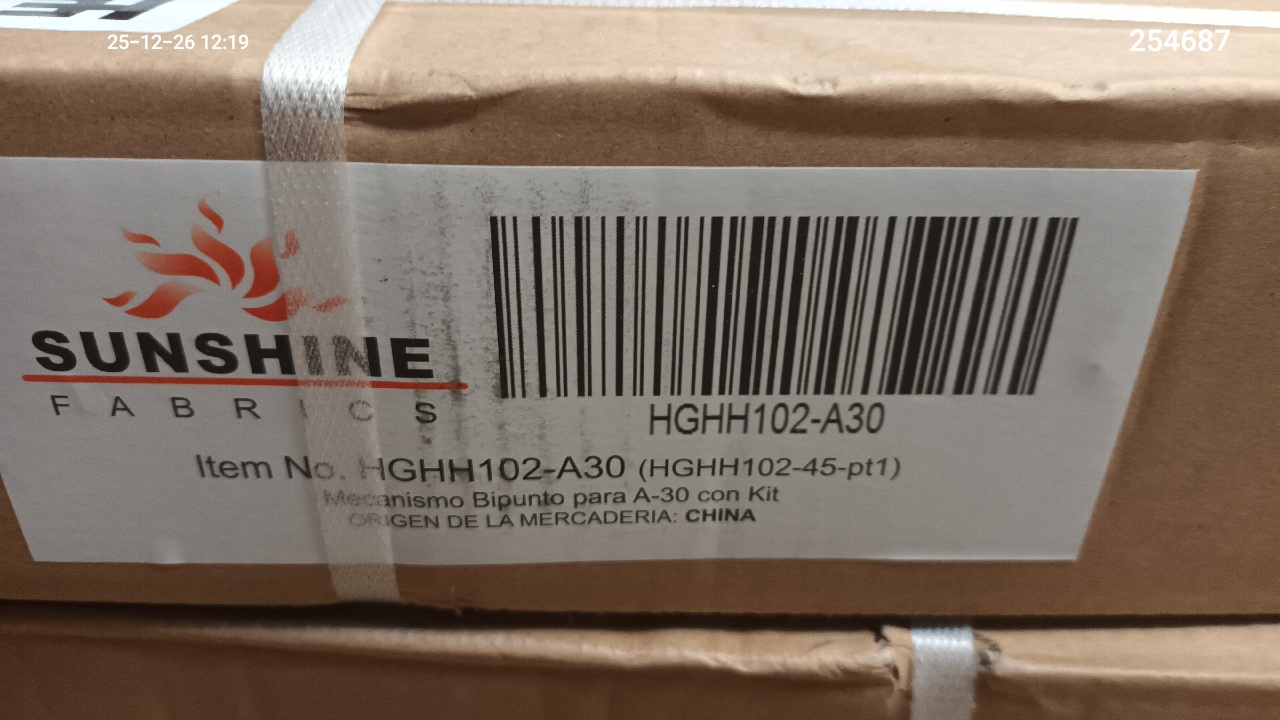 25-12-26 12:19
254687
SUNSHINE
FABRICS
HGHH102-A30
Item No. HGHH102-A30 (HGHH102-45-pt1)
Mecanismo Bipunto para A-30 con Kit
ORIGEN DE LA MERCADERIA: CHINA